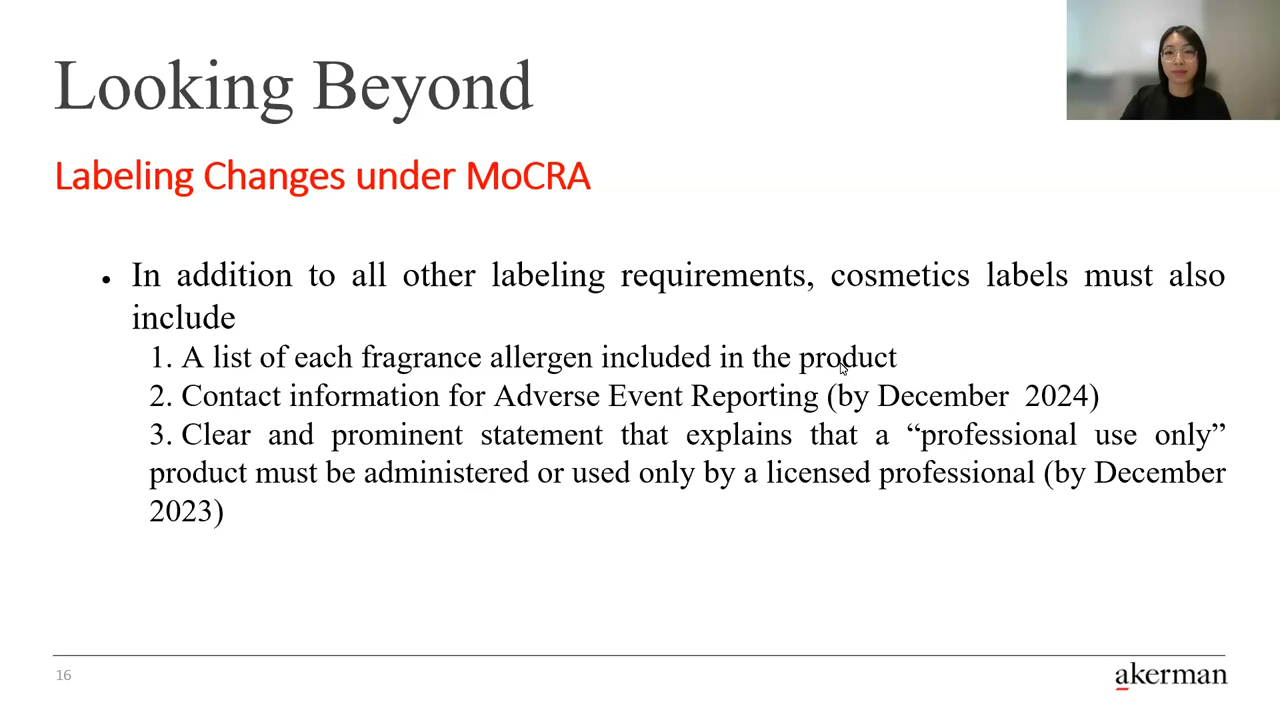 Looking Beyond
Labeling Changes under MoCRA
• In addition to all other labeling requirements, cosmetics labels must also
include
1. A list of each fragrance allergen included in the product
2. Contact information for Adverse Event Reporting (by December  2024)
3. Clear and prominent statement that explains that a “professional use only”
product must be administered or used only by a licensed professional (by December
2023)
16
akerman